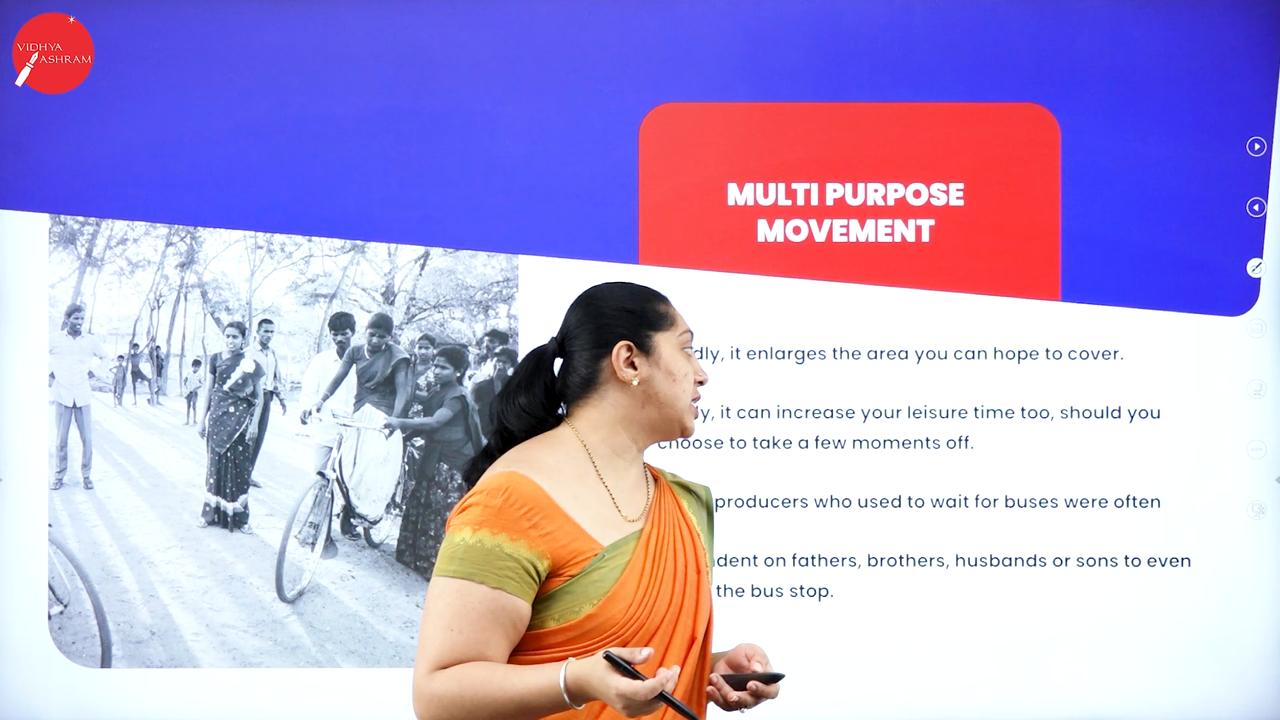 VIDHYA
ASHRAM
MULTI PURPOSE
MOVEMENT
it enlarges the area you can hope to cover.
it can increase your leisure time too, should you
choose to take a few moments off.
producers who used to wait for buses were often
on fathers, brothers, husbands or sons to even
the bus stop.